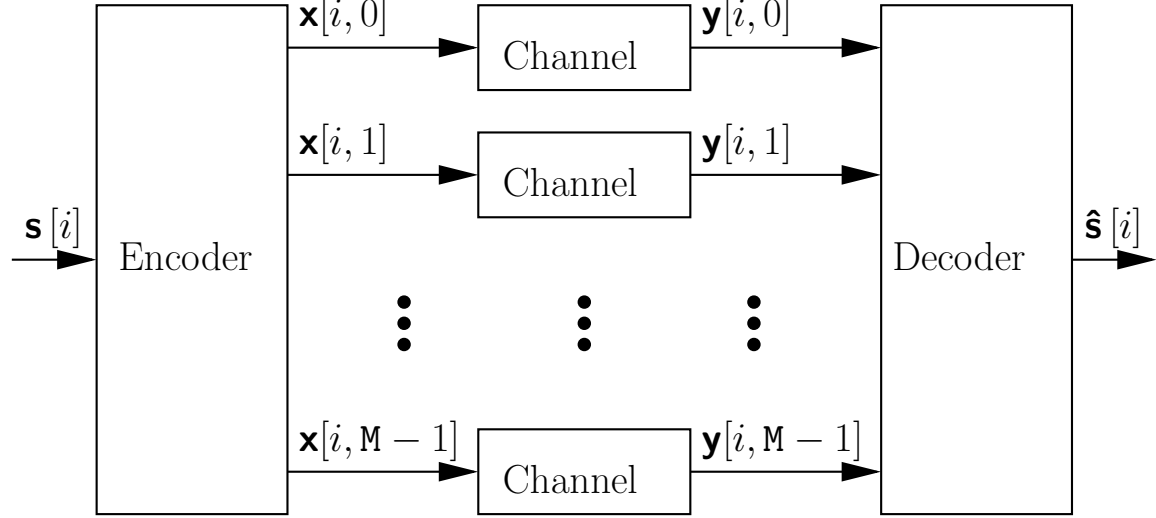 x[i, 0]
Channel
y[i, 0]
x[i, 1]
Channel
y[i, 1]
s[i]
Encoder
Decoder
ŝ[i]
x[i, M − 1]
Channel
y[i, M − 1]